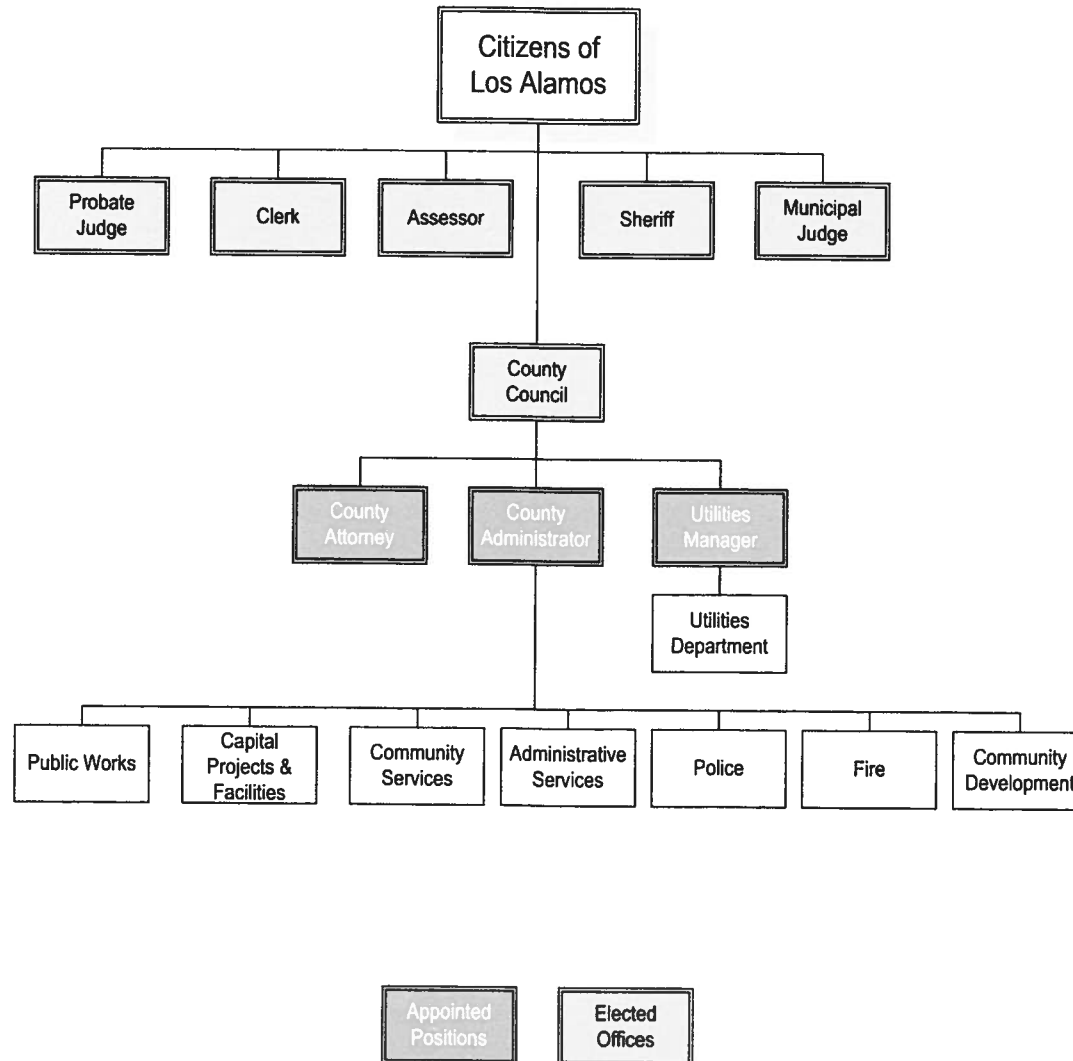 Citizens of
Los Alamos
Probate
Judge
Clerk
Assessor
Sheriff
Municipal
Judge
County
Council
County
Attorney
County
Administrator
Utilities
Manager
Utilities
Department
Public Works
Capital
Projects &
Facilities
Community
Services
Administrative
Services
Police
Fire
Community
Development
Appointed
Positions
Elected
Offices